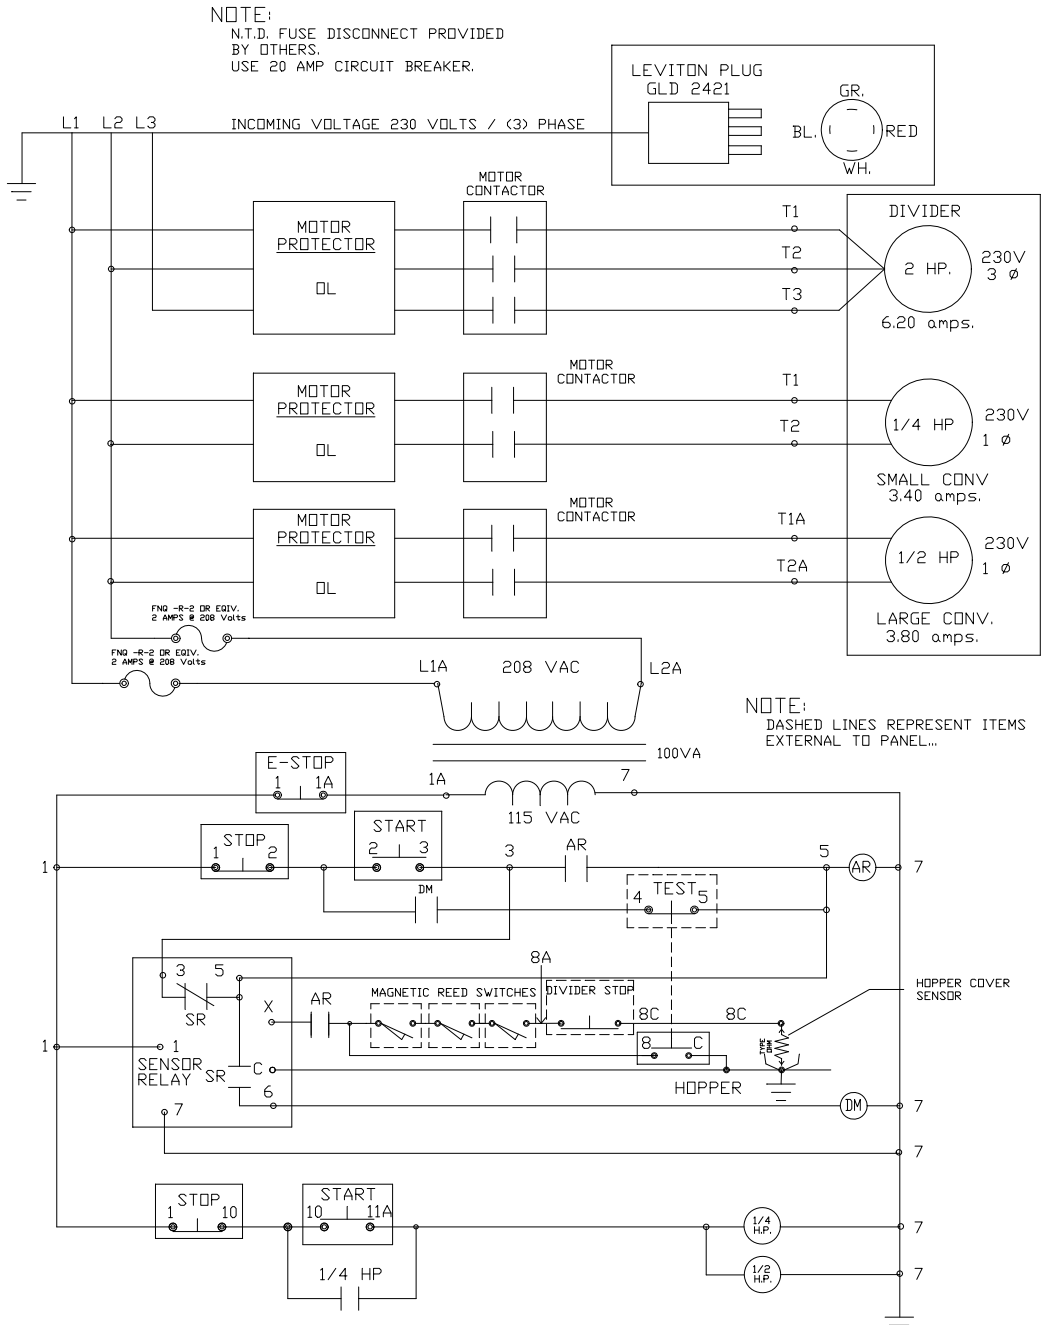 NOTE:
N.T.D. FUSE DISCONNECT PROVIDED
BY OTHERS.
USE 20 AMP CIRCUIT BREAKER.
LEVITON PLUG
GLD 2421
GR.
BL.
RED
WH.
L1 L2 L3
INCOMING VOLTAGE 230 VOLTS / (3) PHASE
MOTOR
CONTACTOR
MOTOR
PROTECTOR
OL
T1
T2
T3
DIVIDER
2 HP.
230V
3 Ø
6.20 amps.
MOTOR
CONTACTOR
MOTOR
PROTECTOR
OL
T1
T2
1/4 HP
230V
1 Ø
SMALL CONV
3.40 amps.
MOTOR
CONTACTOR
MOTOR
PROTECTOR
OL
T1A
T2A
1/2 HP
230V
1 Ø
LARGE CONV.
3.80 amps.
FNQ -R-2 OR EQIV.
2 AMPS @ 208 Volts
FNQ -R-2 OR EQIV.
2 AMPS @ 208 Volts
L1A
208 VAC
L2A
NOTE:
DASHED LINES REPRESENT ITEMS
EXTERNAL TO PANEL...
100VA
E-STOP
1 1A
1A
7
115 VAC
STOP
1 2
START
2 3
3
AR
5
AR
1
7
DM
TEST
4 5
8A
3 5
SR
X
AR
MAGNETIC REED SWITCHES
DIVIDER STOP
8C
8C
HOPPER COVER
SENSOR
TYPE
OHM
1
1
SENSOR
RELAY
SR
C
8 C
HOPPER
6
7
DM
7
7
STOP
1 10
START
10 11A
1/4
H.P.
7
1/4 HP
1/2
H.P.
7